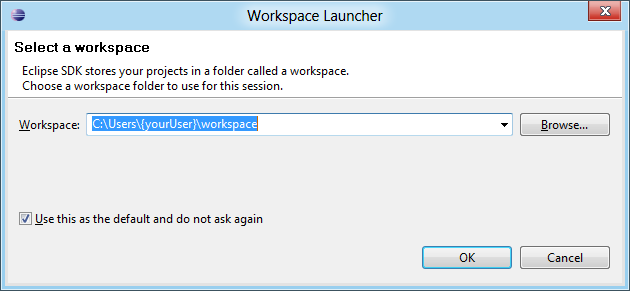 Workspace Launcher
Select a workspace
Eclipse SDK stores your projects in a folder called a workspace.
Choose a workspace folder to use for this session.
Workspace: C:\Users\{yourUser}\workspace Browse...
Use this as the default and do not ask again
OK Cancel